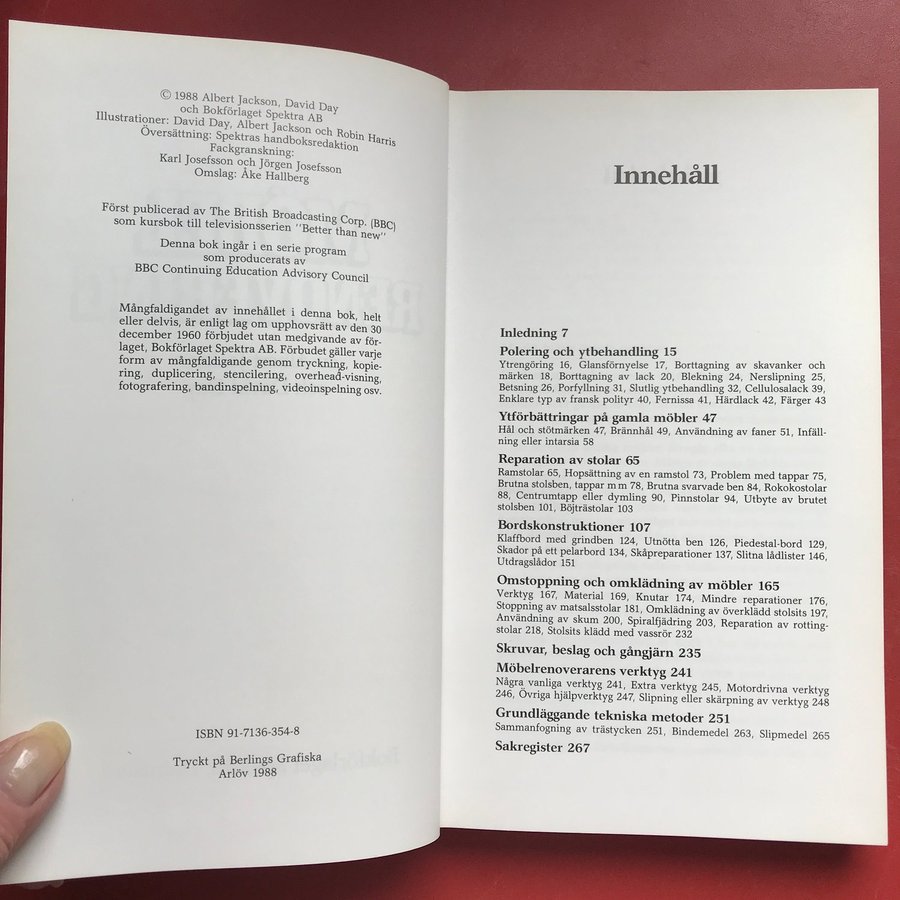 © 1988 Albert Jackson, David Day
och Bokförlaget Spektra AB
Illustrationer: David Day, Albert Jackson och Robin Harris
Översättning: Spektras handboksredaktion
Fackgranskning:
Karl Josefsson och Jörgen Josefsson
Omslag: Åke Hallberg
Först publicerad av The British Broadcasting Corp. (BBC)
som kursbok till televisionsserien "Better than new"
Denna bok ingår i en serie program
som producerats av
BBC Continuing Education Advisory Council
Mångfaldigandet av innehållet i denna bok, helt
eller delvis, är enligt lag om upphovsrätt av den 30
december 1960 förbjudet utan medgivande av för-
laget, Bokförlaget Spektra AB. Förbudet gäller varje
form av mångfaldigande genom tryckning, kopie-
ring, duplicering, stencilering, overhead-visning,
fotografering, bandinspelning, videoinspelning osv.
ISBN 91-7136-354-8
Tryckt på Berlings Grafiska
Arlöv 1988
Innehåll
Inledning 7
Polering och ytbehandling 15
Ytrengöring 16, Glansförnyelse 17, Borttagning av skavanker och
märken 18, Borttagning av lack 20, Blekning 24, Nerslipning 25,
Betsning 26, Porfyllning 31, Slutlig ytbehandling 32, Cellulosalack 39,
Enklare typ av fransk polityr 40, Fernissa 41, Härdlack 42, Färger 43
Ytförbättringar på gamla möbler 47
Hål och stötmärken 47, Brännhål 49, Användning av faner 51, Infäll-
ning eller intarsia 58
Reparation av stolar 65
Ramstolar 65, Hopsättning av en ramstol 73, Problem med tappar 75,
Brutna stolsben, tappar m m 78, Brutna svarvade ben 84, Rokokostolar
88, Centrumtapp eller dymling 90, Pinnstolar 94, Utbyte av brutet
stolsben 101, Böjträstolar 103
Bordskonstruktioner 107
Klaffbord med grindben 124, Utnötta ben 126, Piedestal-bord 129,
Skador på ett pelarbord 134, Skåpreparationer 137, Slitna lådlister 146,
Utdragslådor 151
Omstoppning och omklädning av möbler 165
Verktyg 167, Material 169, Knutar 174, Mindre reparationer 176,
Stoppning av matsalsstolar 181, Omklädning av överklädd stolsits 197,
Användning av skum 200, Spiralfjädring 203, Reparation av rotting-
stolar 218, Stolsits klädd med vassrör 232
Skruvar, beslag och gångjärn 235
Möbelrenoverarens verktyg 241
Några vanliga verktyg 241, Extra verktyg 245, Motordrivna verktyg
246, Övriga hjälpverktyg 247, Slipning eller skärpning av verktyg 248
Grundläggande tekniska metoder 251
Sammanfogning av trästycken 251, Bindemedel 263, Slipmedel 265
Sakregister 267